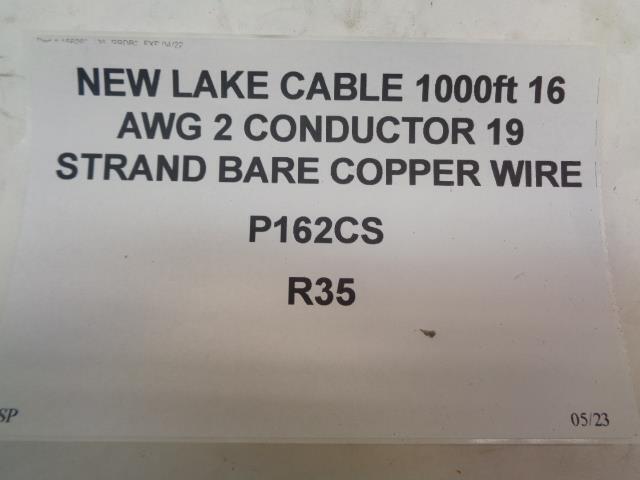 NEW LAKE CABLE 1000ft 16
AWG 2 CONDUCTOR 19
STRAND BARE COPPER WIRE
P162CS
R35
SP 05/23